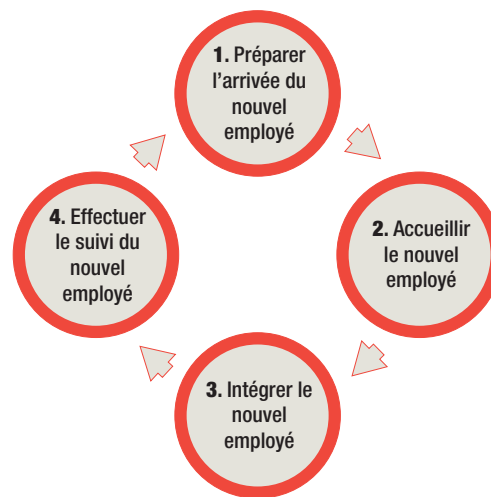 1. Préparer
l'arrivée du
nouvel
employé
2. Accueillir
le nouvel
employé
3. Intégrer le
nouvel
employé
4. Effectuer
le suivi du
nouvel
employé